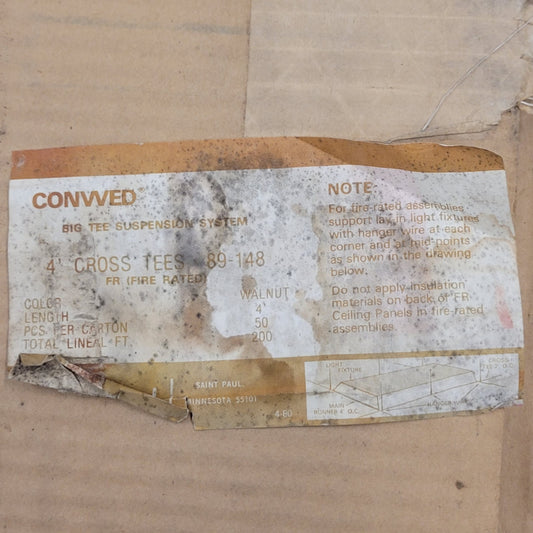 CONWED
BIG TEE SUSPENSION SYSTEM
4' CROSS TEES 89-148
FR (FIRE RATED)
COLOR WALNUT
LENGTH 4'
PCS PER CARTON 50
TOTAL LINEAL FT. 200
NOTE
For fire-rated assemblies
support lay-in light fixtures
with hanger wire at each
corner and at mid-points
as shown in the drawing
below.
Do not apply insulation
materials on back of FR
Ceiling Panels in fire-rated
assemblies.
SAINT PAUL,
MINNESOTA 55101
4-80
LIGHT
FIXTURE
CROSS
O.C.
MAIN
RUNNER 4' O.C.
HANGER WIRE